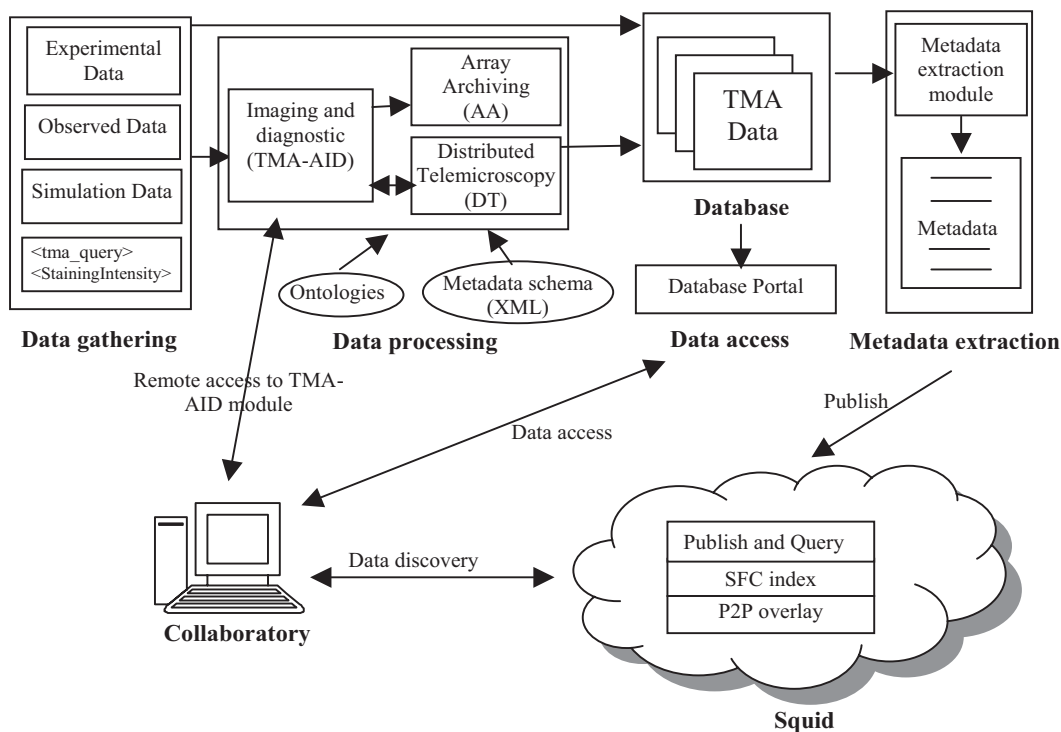 Experimental
Data
Observed Data
Simulation Data
<tma_query>
<StainingIntensity>
Data gathering
Imaging and
diagnostic
(TMA-AID)
Array
Archiving
(AA)
Distributed
Telemicroscopy
(DT)
Ontologies
Metadata schema
(XML)
Data processing
TMA
Data
Database
Database Portal
Data access
Metadata
extraction
module
Metadata
Metadata extraction
Remote access to TMA-
AID module
Data access
Publish
Collaboratory
Data discovery
Publish and Query
SFC index
P2P overlay
Squid